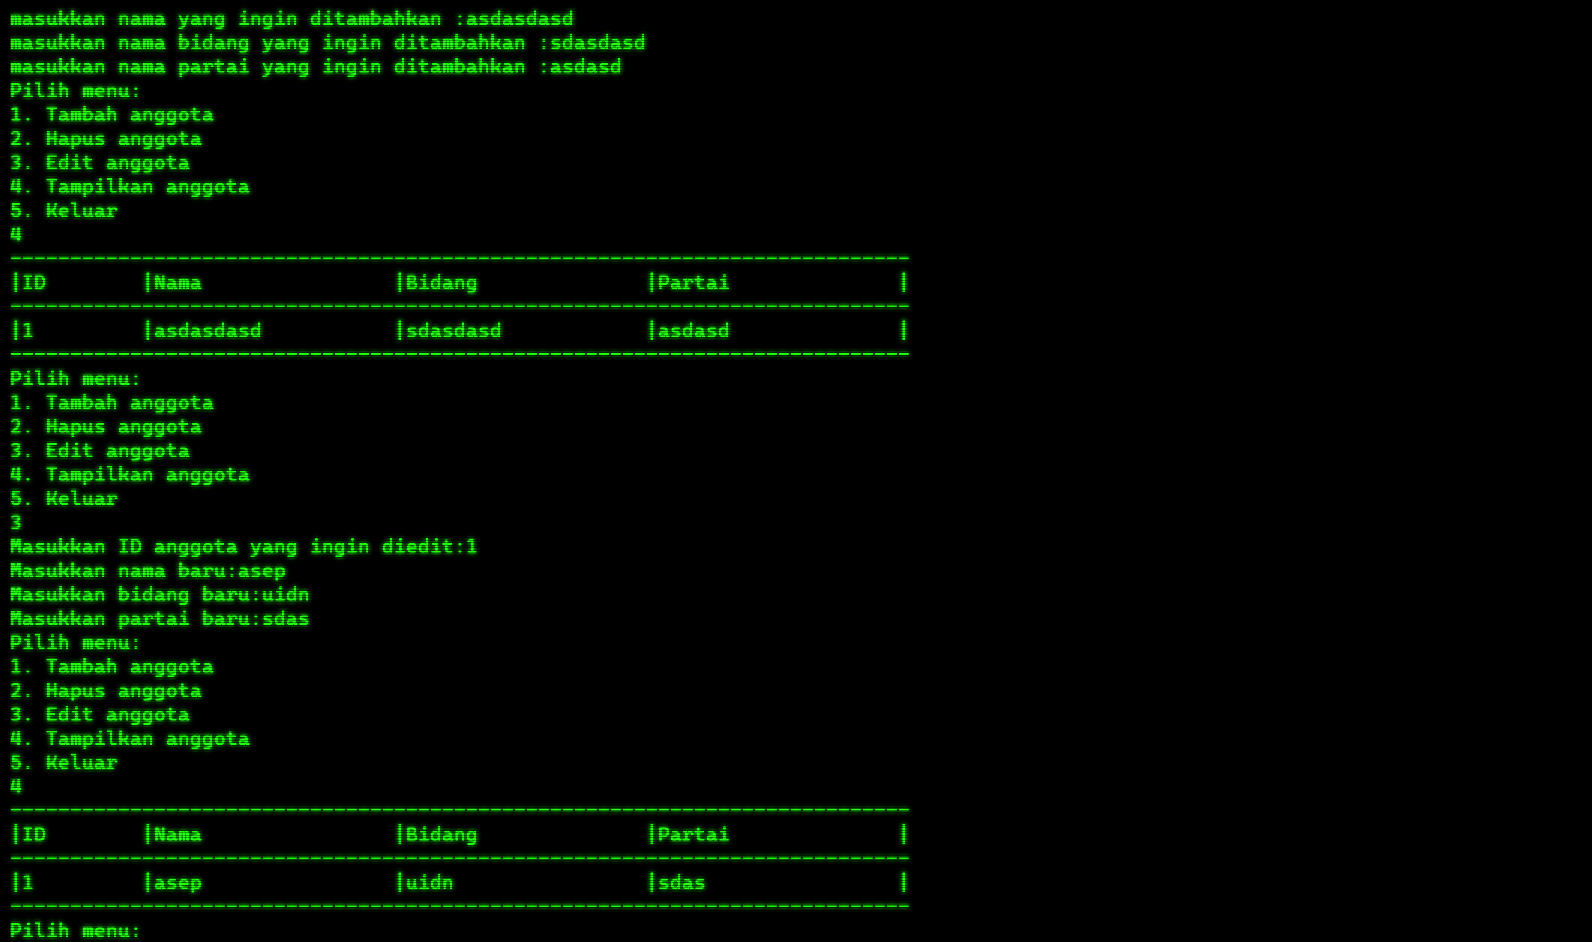 masukkan nama yang ingin ditambahkan :asdasdasd
masukkan nama bidang yang ingin ditambahkan :sdasdasd
masukkan nama partai yang ingin ditambahkan :asdasd
Pilih menu:
1. Tambah anggota
2. Hapus anggota
3. Edit anggota
4. Tampilkan anggota
5. Keluar
4
---------------------------------------------------------------------------
|ID        |Nama                |Bidang              |Partai              |
---------------------------------------------------------------------------
|1         |asdasdasd           |sdasdasd            |asdasd              |
---------------------------------------------------------------------------
Pilih menu:
1. Tambah anggota
2. Hapus anggota
3. Edit anggota
4. Tampilkan anggota
5. Keluar
3
Masukkan ID anggota yang ingin diedit:1
Masukkan nama baru:asep
Masukkan bidang baru:uidn
Masukkan partai baru:sdas
Pilih menu:
1. Tambah anggota
2. Hapus anggota
3. Edit anggota
4. Tampilkan anggota
5. Keluar
4
---------------------------------------------------------------------------
|ID        |Nama                |Bidang              |Partai              |
---------------------------------------------------------------------------
|1         |asep                |uidn                |sdas                |
---------------------------------------------------------------------------
Pilih menu: